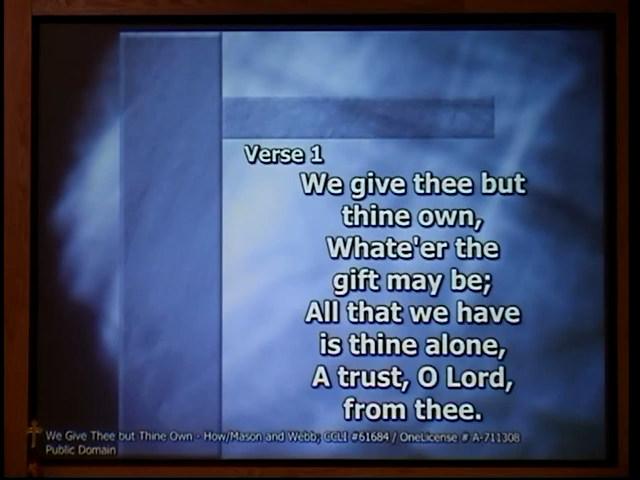 Verse 1
We give thee but
thine own,
Whate'er the
gift may be;
All that we have
is thine alone,
A trust, O Lord,
from thee.
We Give Thee but Thine Own - How/Mason and Webb; CCLI #61684 / OneLicense # A-711308
Public Domain